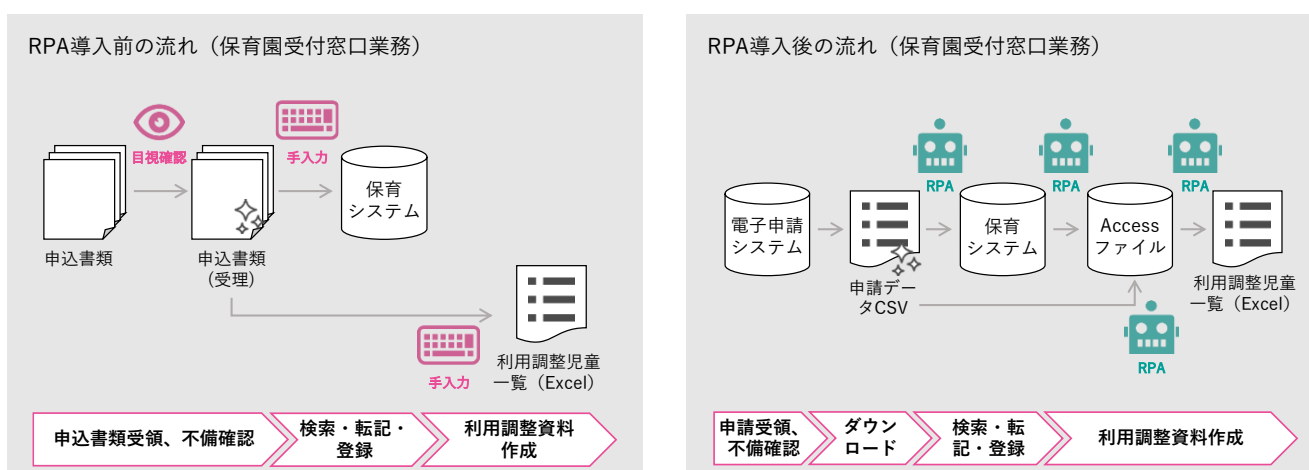 RPA導入前の流れ（保育園受付窓口業務）
目視確認
手入力
保育
システム
申込書類
申込書類
(受理)
手入力
利用調整児童
一覧（Excel）
申込書類受領、不備確認
検索・転記・
登録
利用調整資料
作成
RPA導入後の流れ（保育園受付窓口業務）
RPA
RPA
RPA
電子申請
システム
保育
システム
Access
ファイル
申請デー
タCSV
利用調整児童
一覧（Excel）
RPA
申請受領、
不備確認
ダウン
ロード
検索・転
記・登録
利用調整資料作成